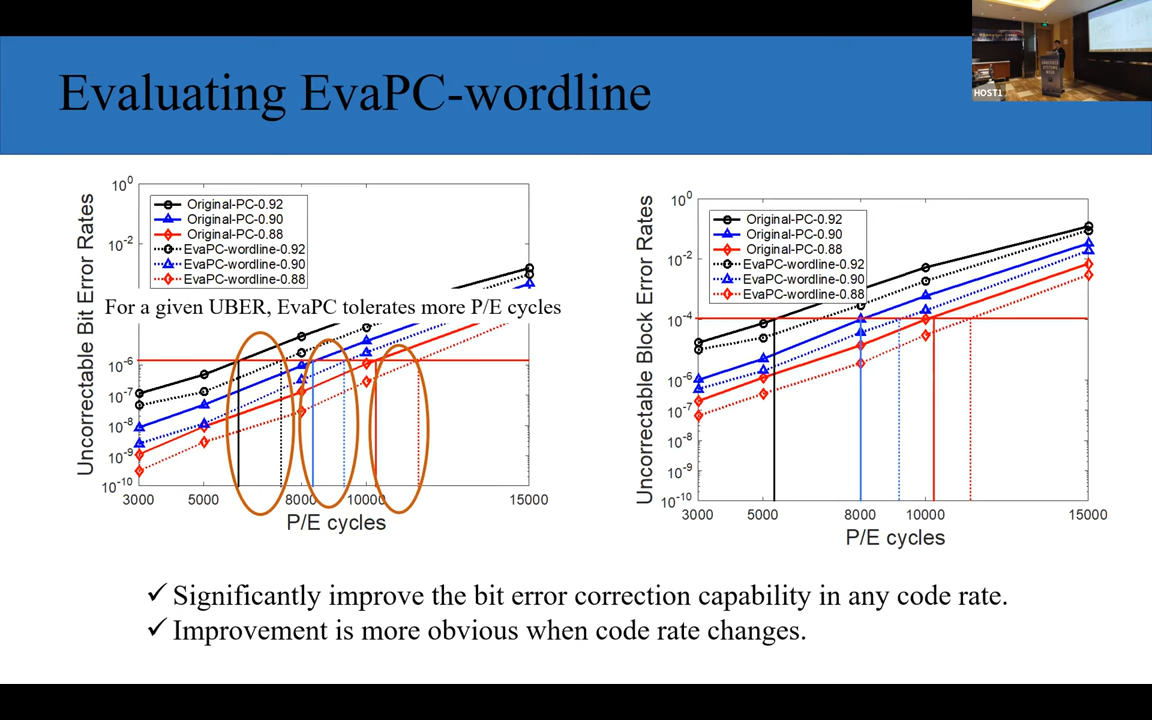 Evaluating EvaPC-wordline
HOST1
Uncorrectable Bit Error Rates
10^0
10^-2
10^-6
10^-7
10^-8
10^-9
10^-10
Original-PC-0.92
Original-PC-0.90
Original-PC-0.88
EvaPC-wordline-0.92
EvaPC-wordline-0.90
EvaPC-wordline-0.88
For a given UBER, EvaPC tolerates more P/E cycles
3000
5000
8000
10000
15000
P/E cycles
Uncorrectable Block Error Rates
10^0
10^-2
10^-4
10^-6
10^-7
10^-8
10^-9
10^-10
Original-PC-0.92
Original-PC-0.90
Original-PC-0.88
EvaPC-wordline-0.92
EvaPC-wordline-0.90
EvaPC-wordline-0.88
3000
5000
8000
10000
15000
P/E cycles
✓ Significantly improve the bit error correction capability in any code rate.
✓ Improvement is more obvious when code rate changes.